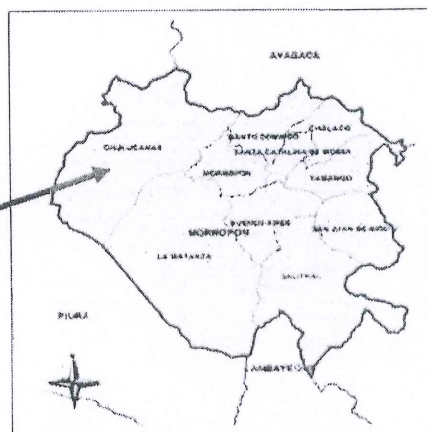 AYABACA
CHALACO
SANTO DOMINGO
CHULUCANAS
SANTA CATALINA DE MOSSA
MORROPON
YAMANGO
BUENOS AIRES
SAN JUAN DE BIGOTE
MORROPON
LA MATANZA
SALITRAL
PIURA
LAMBAYEQUE